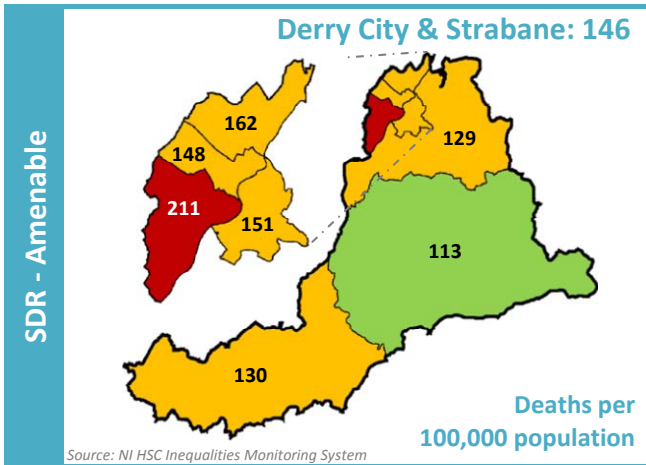 SDR - Amenable
Derry City & Strabane: 146
162
148
211
151
129
113
130
Deaths per
100,000 population
Source: NI HSC Inequalities Monitoring System